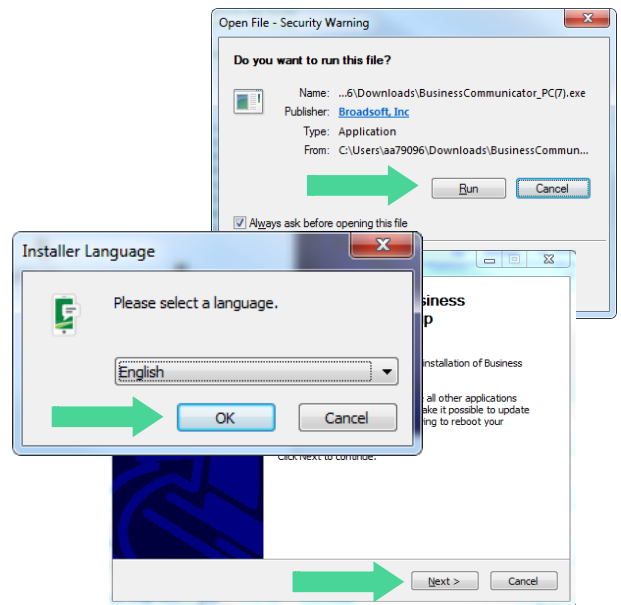 Open File - Security Warning
Do you want to run this file?
Name: ...6\Downloads\BusinessCommunicator_PC(7).exe
Publisher: Broadsoft, Inc
Type: Application
From: C:\Users\aa79096\Downloads\BusinessCommun...
Run Cancel
Always ask before opening this file
Installer Language
Please select a language.
English
OK Cancel
installation of Business
all other applications
it possible to update
to reboot your
Click Next to continue.
Next > Cancel